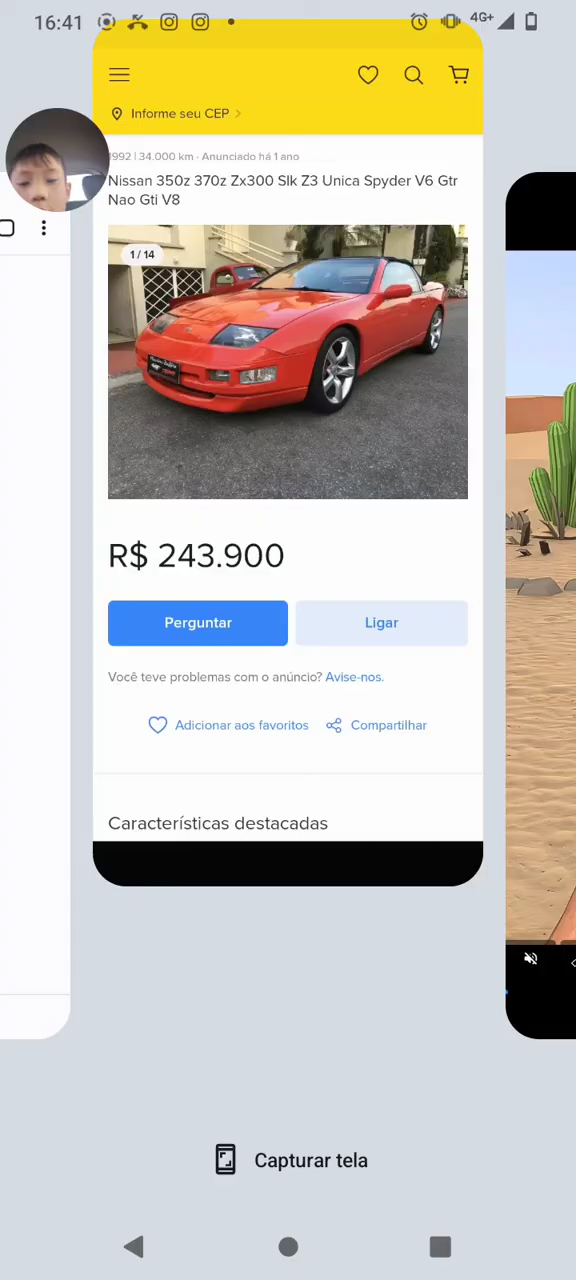 16:41
4G+
Informe seu CEP
1992 | 34.000 km · Anunciado há 1 ano
Nissan 350z 370z Zx300 Slk Z3 Unica Spyder V6 Gtr
Nao Gti V8
1 / 14
R$ 243.900
Perguntar
Ligar
Você teve problemas com o anúncio? Avise-nos.
Adicionar aos favoritos
Compartilhar
Características destacadas
Capturar tela